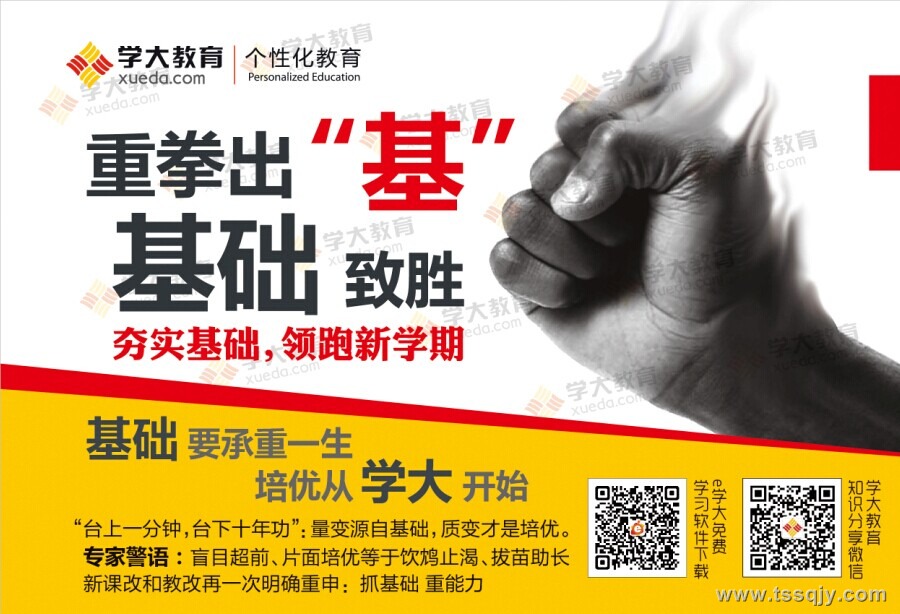 学大教育
xueda.com
个性化教育
Personalized Education
重拳出“基”
基础 致胜
夯实基础，领跑新学期
基础 要承重一生
培优从 学大 开始
“台上一分钟，台下十年功”：量变源自基础，质变才是培优。
专家警语：盲目超前、片面培优等于饮鸩止渴、拔苗助长
新课改和教改再一次明确重申：抓基础 重能力
e学大免费
学习软件下载
学大教育
知识分享微信
www.tssqjy.com